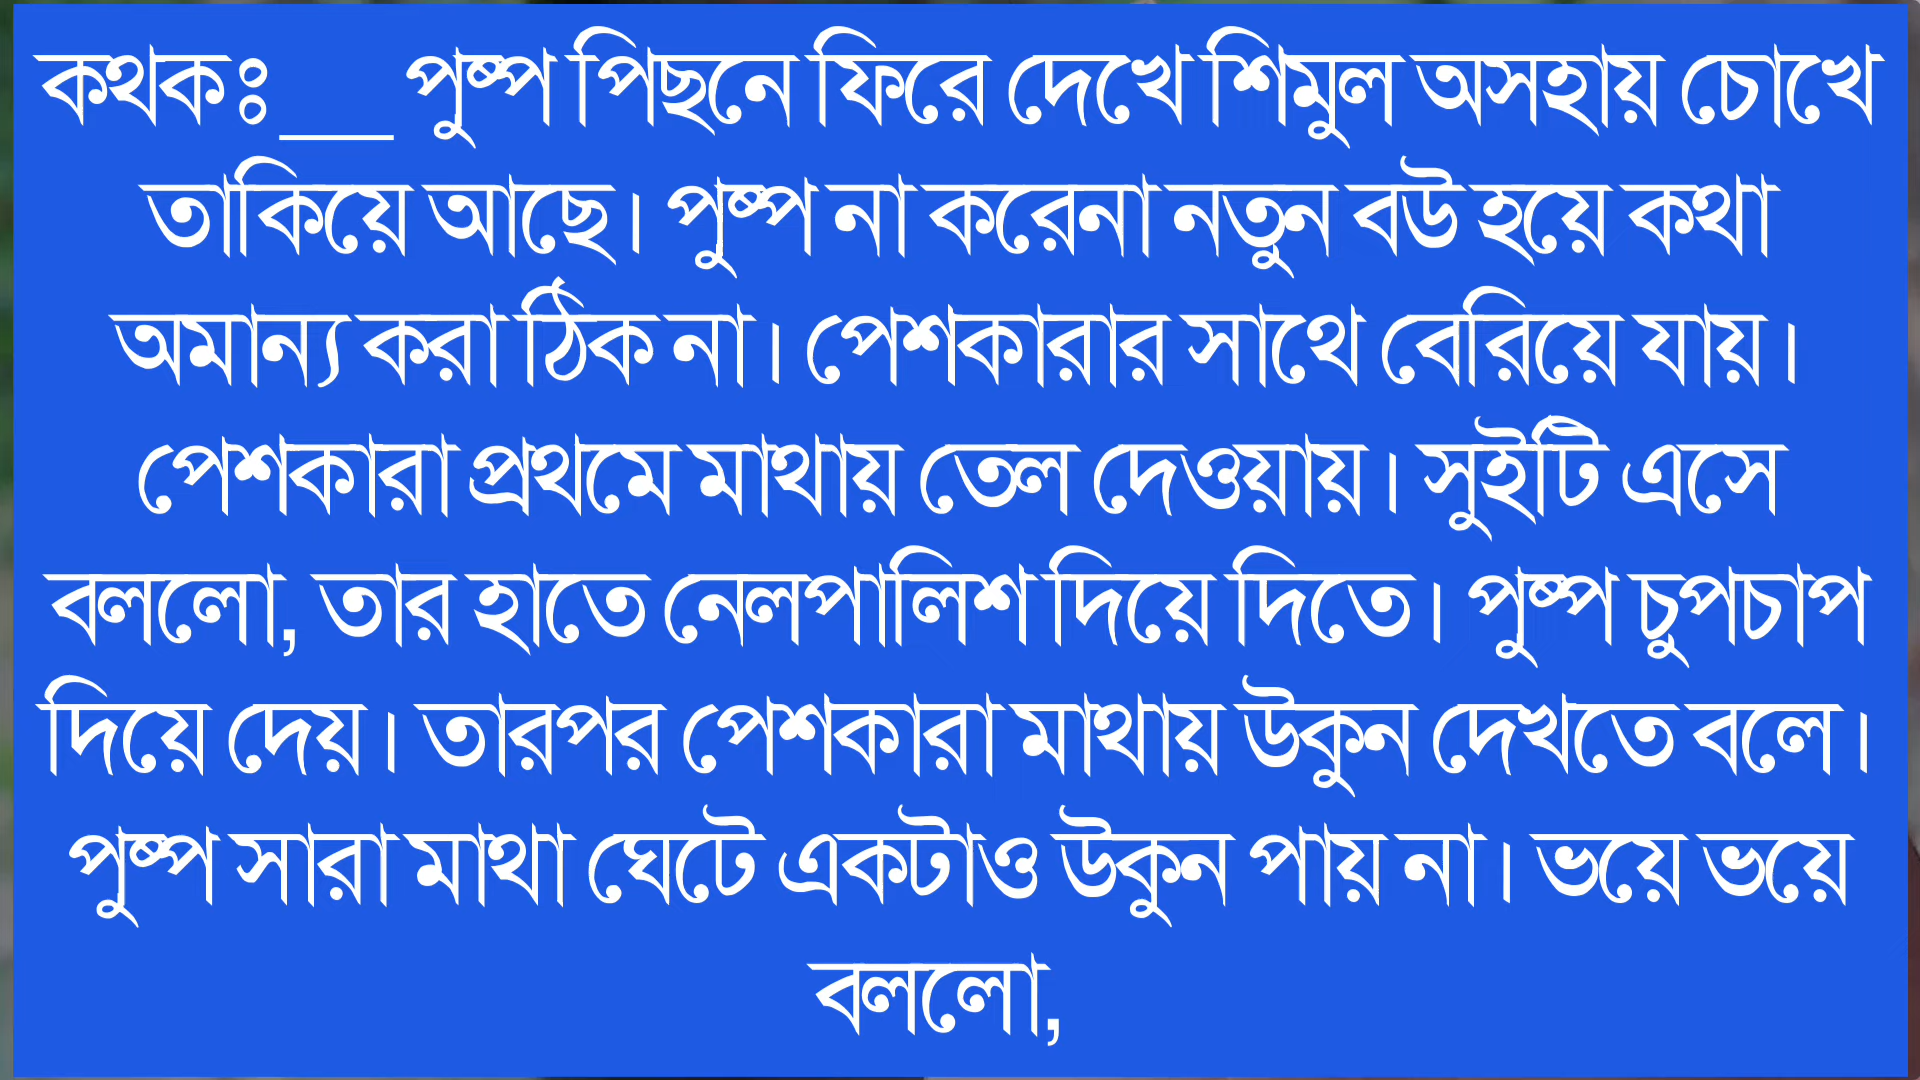 কথকঃ__ পুষ্প পিছনে ফিরে দেখে শিমুল অসহায় চোখে
তাকিয়ে আছে। পুষ্প না করেনা নতুন বউ হয়ে কথা
অমান্য করা ঠিক না। পেশকারার সাথে বেরিয়ে যায়।
পেশকারা প্রথমে মাথায় তেল দেওয়ায়। সুইটি এসে
বললো, তার হাতে নেলপালিশ দিয়ে দিতে। পুষ্প চুপচাপ
দিয়ে দেয়। তারপর পেশকারা মাথায় উকুন দেখতে বলে।
পুষ্প সারা মাথা ঘেটে একটাও উকুন পায় না। ভয়ে ভয়ে
বললো,